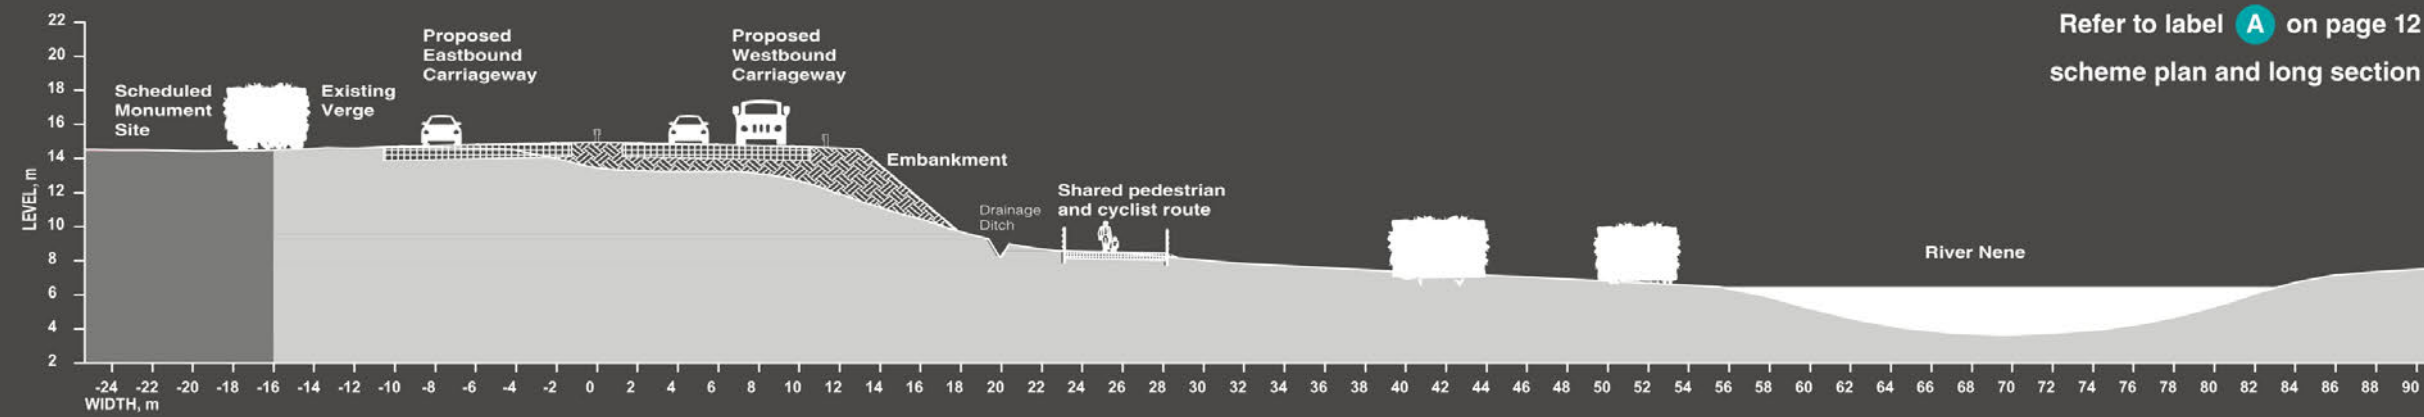 22
20
18
16
14
12
10
8
6
4
2
LEVEL, m
Scheduled
Monument
Site
Existing
Verge
Proposed
Eastbound
Carriageway
Proposed
Westbound
Carriageway
Embankment
Drainage
Ditch
Shared pedestrian
and cyclist route
River Nene
Refer to label A on page 12
scheme plan and long section
-24 -22 -20 -18 -16 -14 -12 -10 -8 -6 -4 -2 0 2 4 6 8 10 12 14 16 18 20 22 24 26 28 30 32 34 36 38 40 42 44 46 48 50 52 54 56 58 60 62 64 66 68 70 72 74 76 78 80 82 84 86 88 90
WIDTH, m